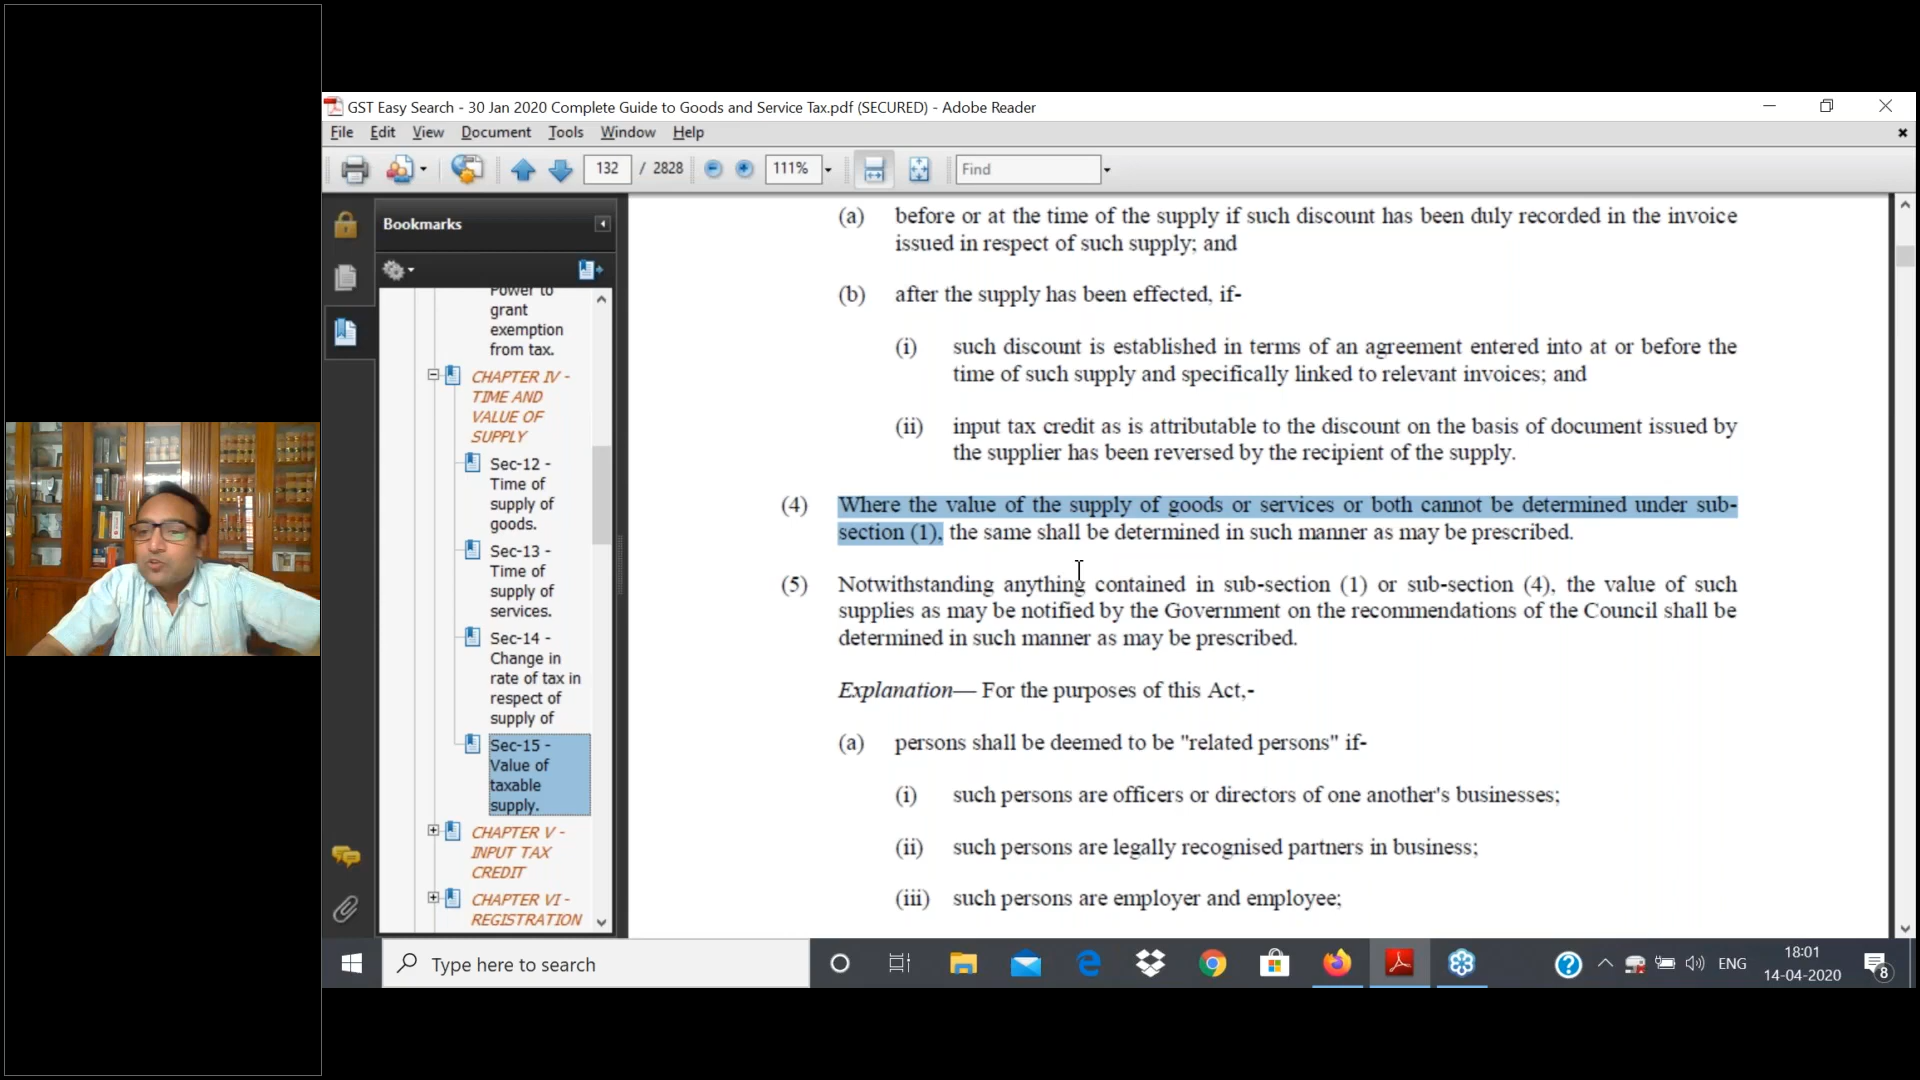 GST Easy Search - 30 Jan 2020 Complete Guide to Goods and Service Tax.pdf (SECURED) - Adobe Reader
File Edit View Document Tools Window Help
132 / 2828 111% Find
Bookmarks
Power to
grant
exemption
from tax.
CHAPTER IV -
TIME AND
VALUE OF
SUPPLY
Sec-12 -
Time of
supply of
goods.
Sec-13 -
Time of
supply of
services.
Sec-14 -
Change in
rate of tax in
respect of
supply of
Sec-15 -
Value of
taxable
supply.
CHAPTER V -
INPUT TAX
CREDIT
CHAPTER VI -
REGISTRATION
(a) before or at the time of the supply if such discount has been duly recorded in the invoice
issued in respect of such supply; and
(b) after the supply has been effected, if-
(i) such discount is established in terms of an agreement entered into at or before the
time of such supply and specifically linked to relevant invoices; and
(ii) input tax credit as is attributable to the discount on the basis of document issued by
the supplier has been reversed by the recipient of the supply.
(4) Where the value of the supply of goods or services or both cannot be determined under sub-
section (1), the same shall be determined in such manner as may be prescribed.
(5) Notwithstanding anything contained in sub-section (1) or sub-section (4), the value of such
supplies as may be notified by the Government on the recommendations of the Council shall be
determined in such manner as may be prescribed.
Explanation— For the purposes of this Act,-
(a) persons shall be deemed to be "related persons" if-
(i) such persons are officers or directors of one another's businesses;
(ii) such persons are legally recognised partners in business;
(iii) such persons are employer and employee;
Type here to search
ENG
18:01
14-04-2020
8